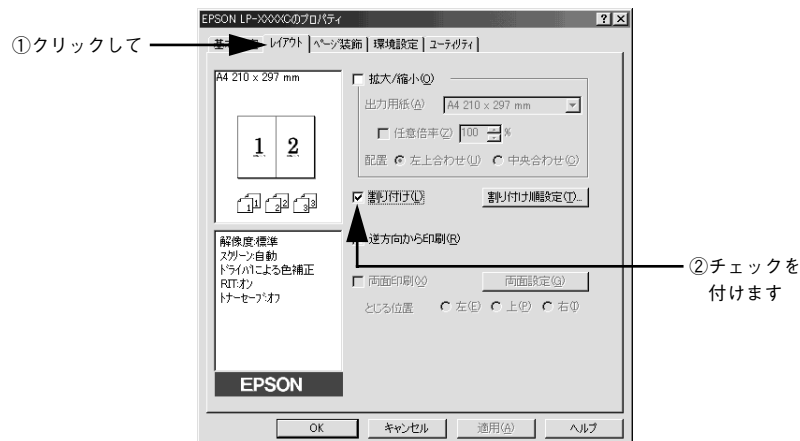 EPSON LP-XXXXCのプロパティ
①クリックして
レイアウト
ページ装飾
環境設定
ユーティリティ
A4 210 x 297 mm
1 2
1 1 2 2 3 3
拡大/縮小(O)
出力用紙(A) A4 210 x 297 mm
任意倍率(Z) 100 %
配置 左上合わせ(U) 中央合わせ(C)
割り付け(L) 割り付け順設定(T)...
逆方向から印刷(R)
両面印刷(X) 両面設定(G)
とじる位置 左(E) 上(P) 右(I)
②チェックを
付けます
解像度:標準
スクリーン:自動
ドライバによる色補正
RIT:オン
トナーセーブ:オフ
EPSON
OK キャンセル 適用(A) ヘルプ